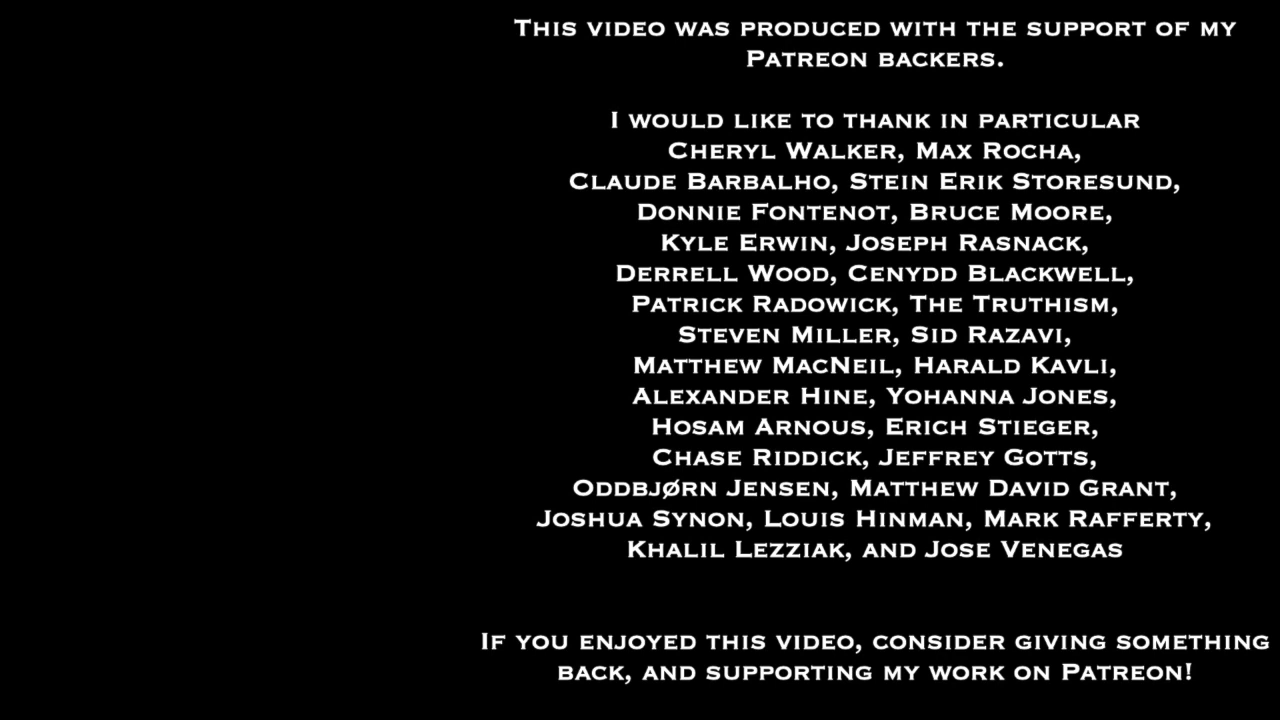 This video was produced with the support of my
Patreon backers.
I would like to thank in particular
Cheryl Walker, Max Rocha,
Claude Barbalho, Stein Erik Storesund,
Donnie Fontenot, Bruce Moore,
Kyle Erwin, Joseph Rasnack,
Derrell Wood, Cenydd Blackwell,
Patrick Radowick, The Truthism,
Steven Miller, Sid Razavi,
Matthew MacNeil, Harald Kavli,
Alexander Hine, Yohanna Jones,
Hosam Arnous, Erich Stieger,
Chase Riddick, Jeffrey Gotts,
Oddbjørn Jensen, Matthew David Grant,
Joshua Synon, Louis Hinman, Mark Rafferty,
Khalil Lezziak, and Jose Venegas
If you enjoyed this video, consider giving something
back, and supporting my work on Patreon!